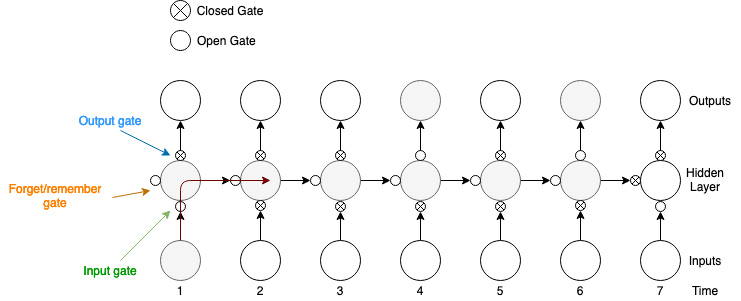 Closed Gate
Open Gate
Outputs
Output gate
Forget/remember
gate
Hidden
Layer
Input gate
Inputs
1 2 3 4 5 6 7 Time